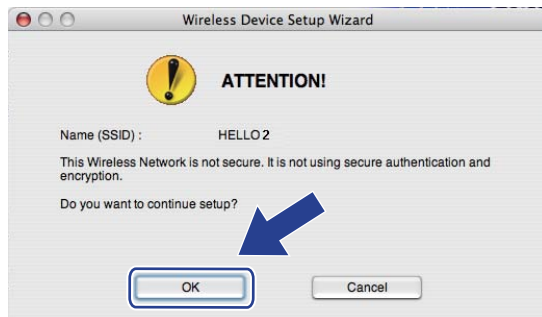 Wireless Device Setup Wizard
ATTENTION!
Name (SSID) : HELLO 2
This Wireless Network is not secure. It is not using secure authentication and
encryption.
Do you want to continue setup?
OK Cancel